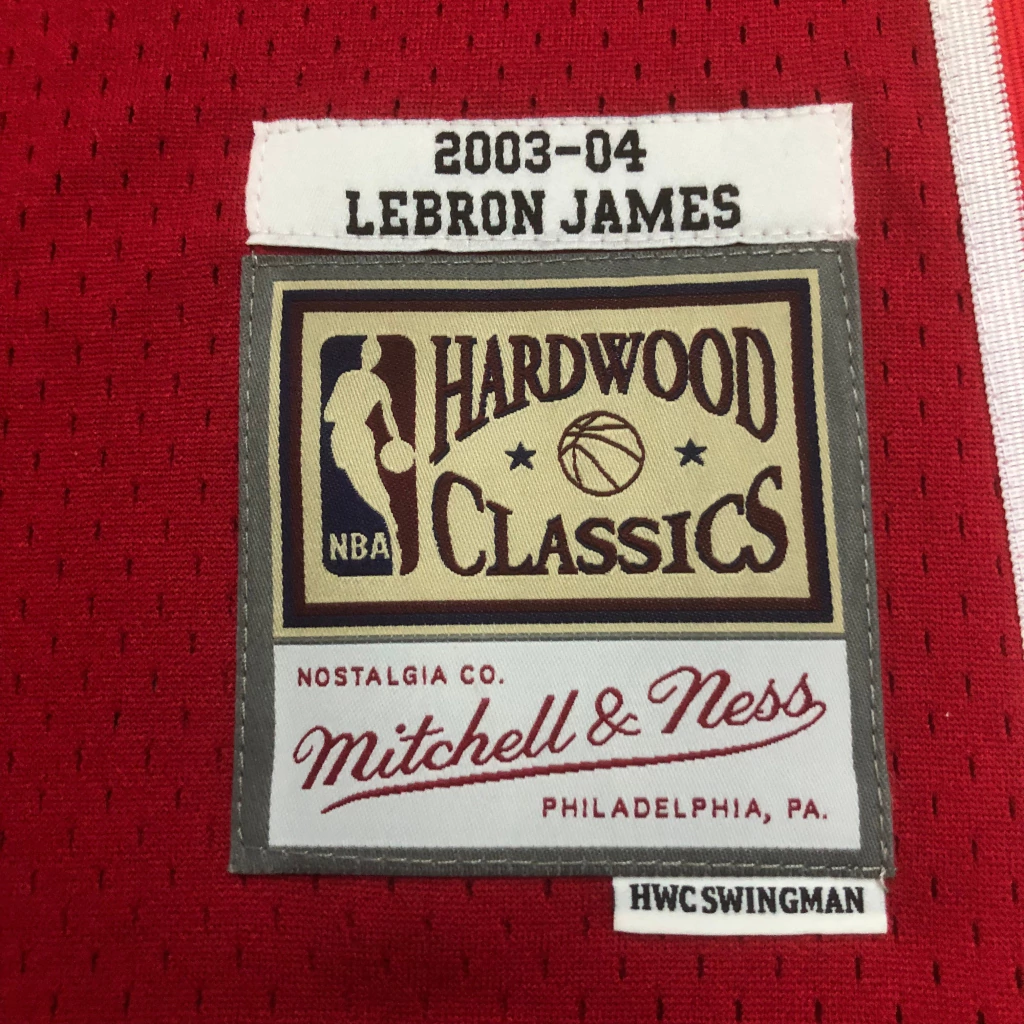 2003-04
LEBRON JAMES
HARDWOOD
CLASSICS
NBA
NOSTALGIA CO.
Mitchell & Ness
PHILADELPHIA, PA.
HWC SWINGMAN